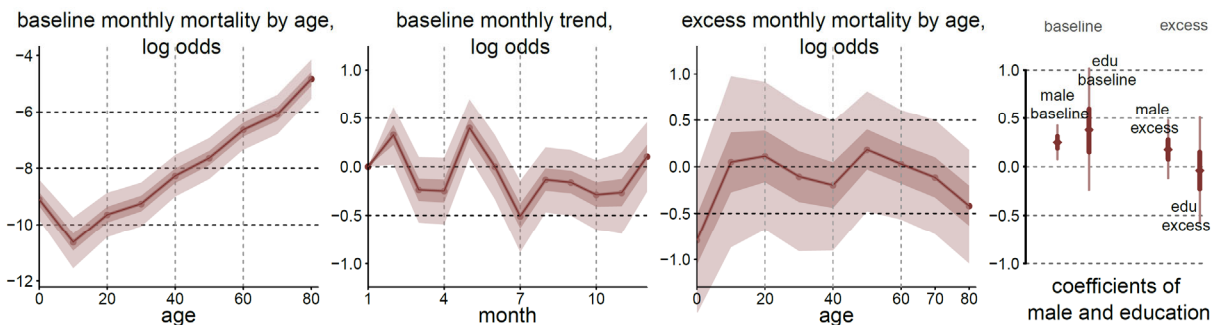 baseline monthly mortality by age,
log odds
−4
−6
−8
−10
−12
0
20
40
60
80
age
baseline monthly trend,
log odds
1.0
0.5
0.0
−0.5
−1.0
1
4
7
10
month
excess monthly mortality by age,
log odds
1.0
0.5
0.0
−0.5
−1.0
0
20
40
60
70
80
age
baseline
excess
1.0
0.5
0.0
−0.5
−1.0
edu
baseline
male
baseline
male
excess
edu
excess
coefficients of
male and education